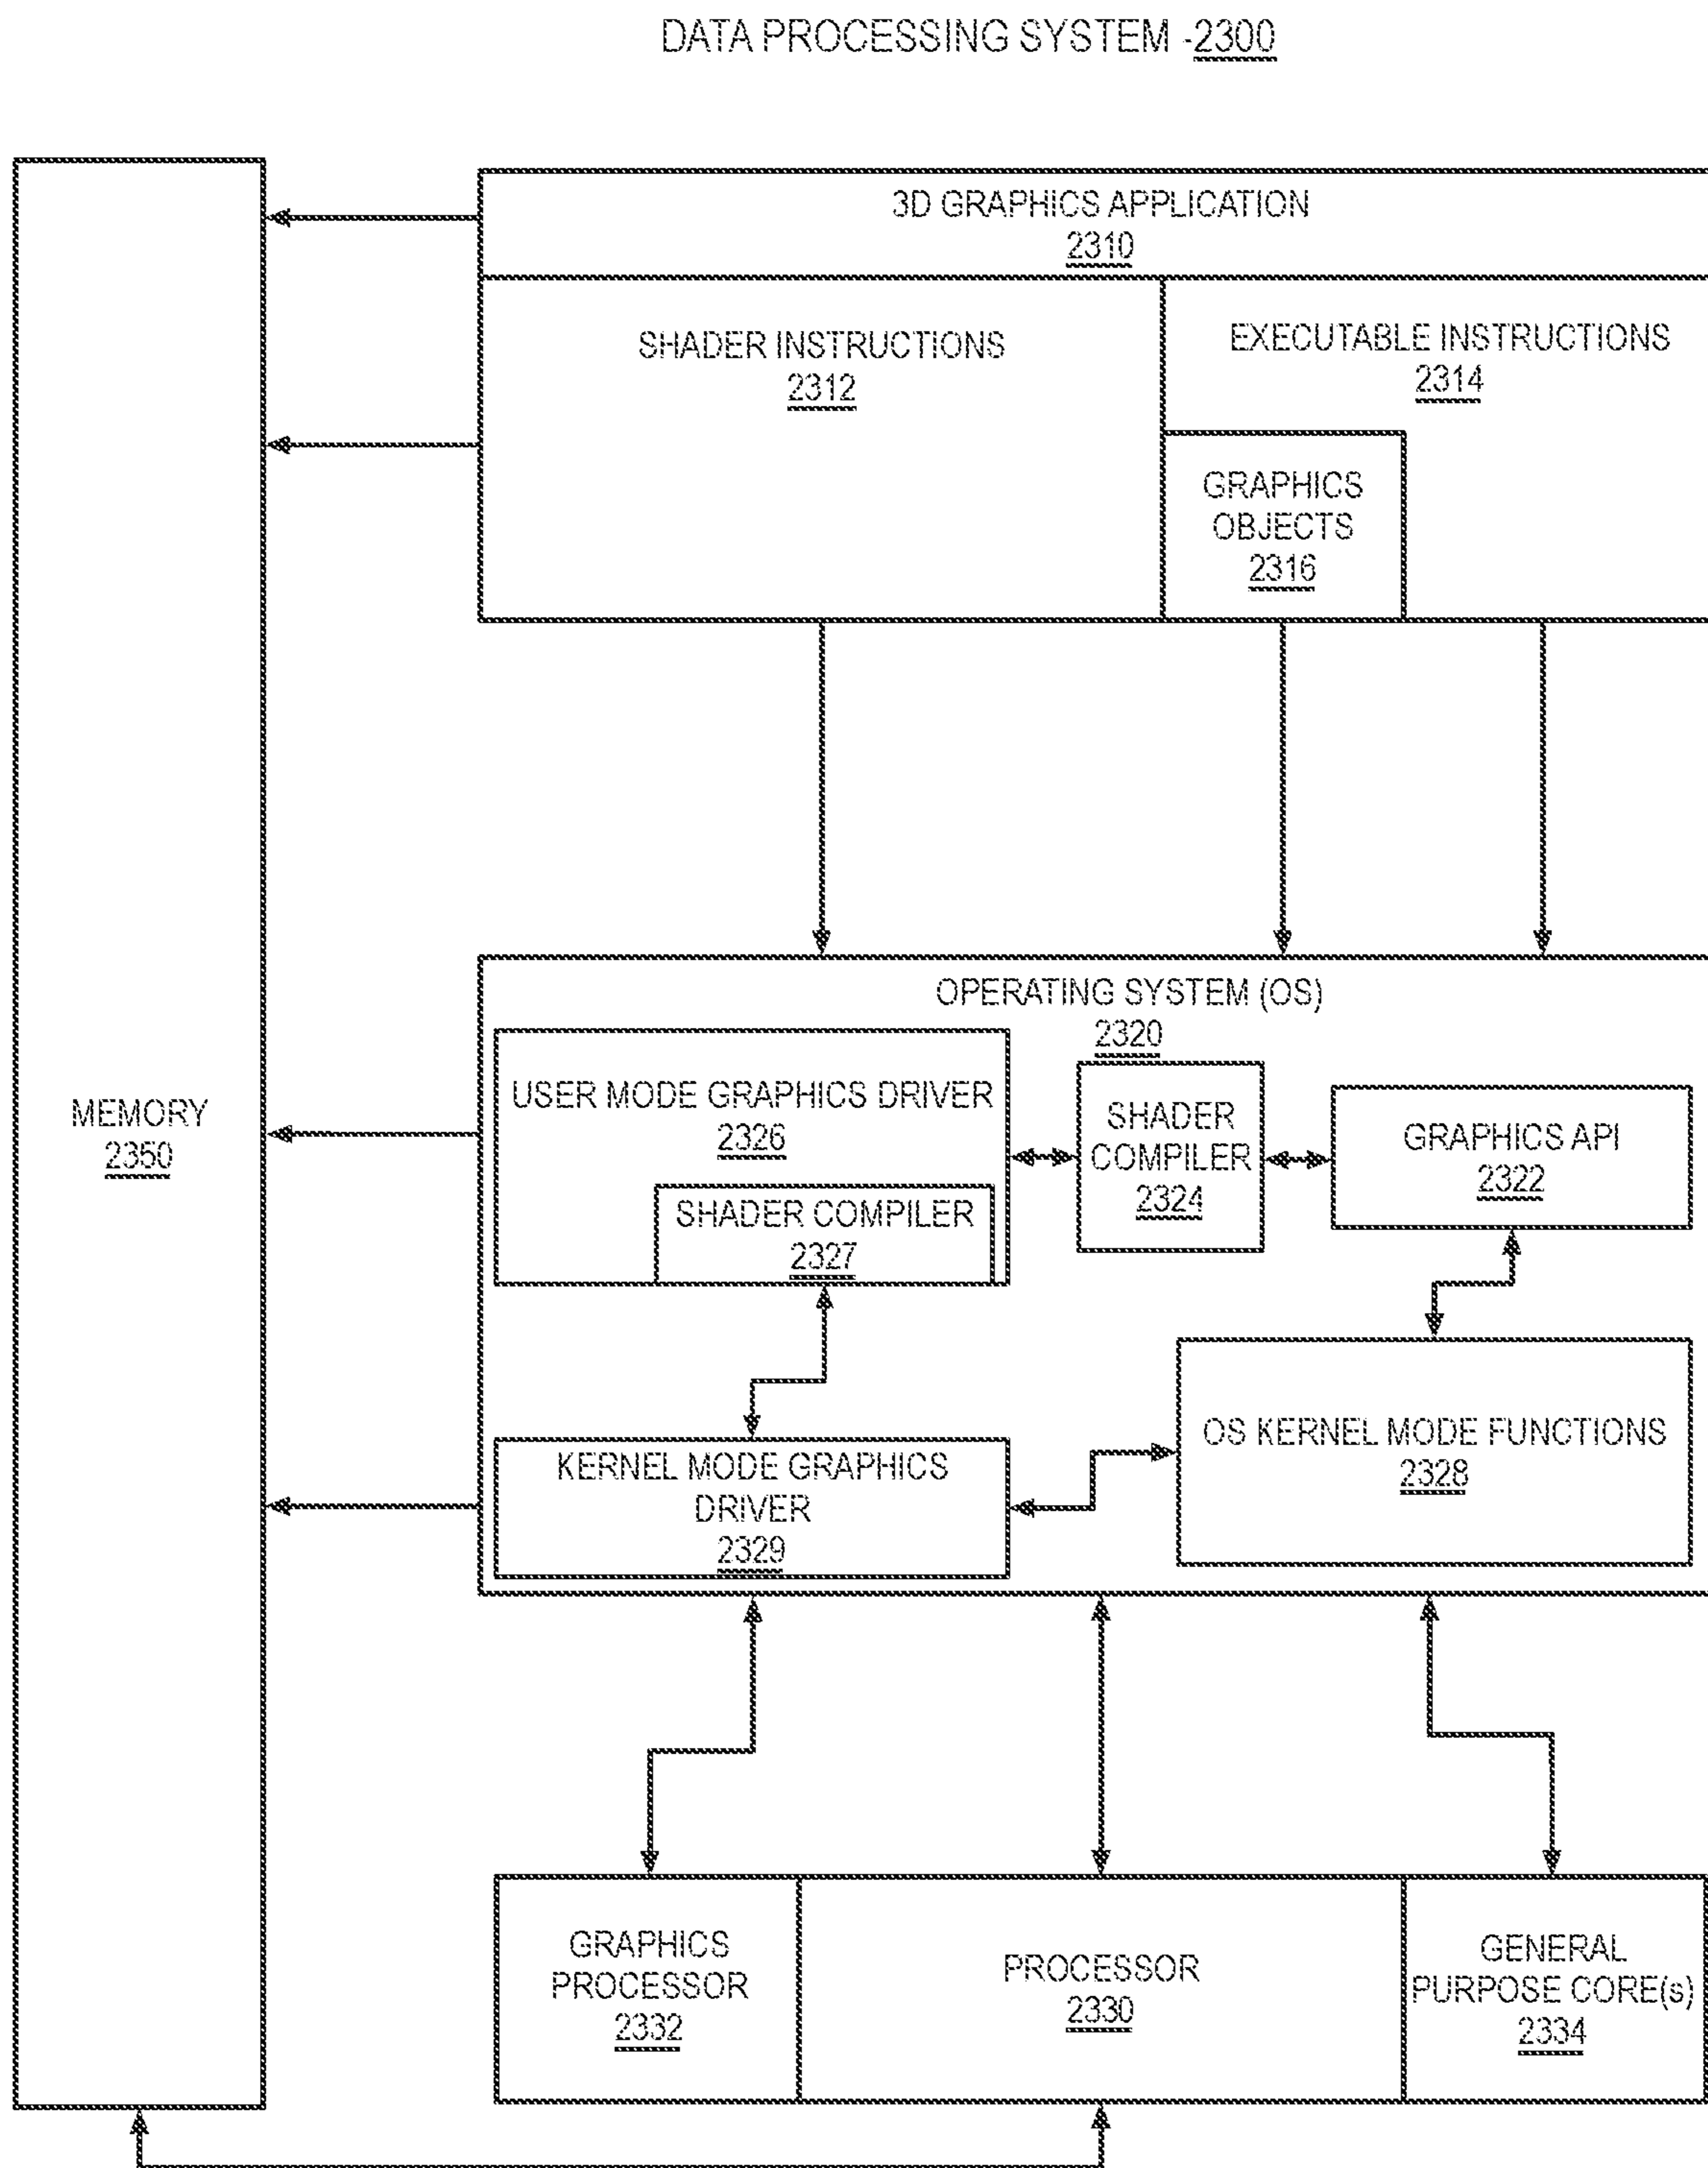 DATA PROCESSING SYSTEM -2300
3D GRAPHICS APPLICATION
2310
SHADER INSTRUCTIONS
2312
EXECUTABLE INSTRUCTIONS
2314
GRAPHICS
OBJECTS
2316
MEMORY
2350
OPERATING SYSTEM (OS)
2320
USER MODE GRAPHICS DRIVER
2326
SHADER COMPILER
2327
SHADER
COMPILER
2324
GRAPHICS API
2322
KERNEL MODE GRAPHICS
DRIVER
2329
OS KERNEL MODE FUNCTIONS
2328
GRAPHICS
PROCESSOR
2332
PROCESSOR
2330
GENERAL
PURPOSE CORE(s)
2334